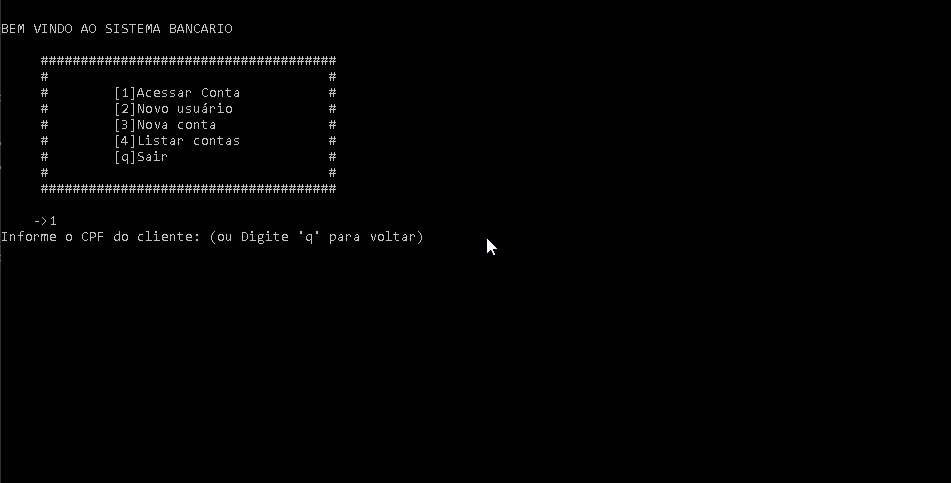 BEM VINDO AO SISTEMA BANCARIO
#####################################
# #
# [1]Acessar Conta #
# [2]Novo usuário #
# [3]Nova conta #
# [4]Listar contas #
# [q]Sair #
# #
#####################################
->1
Informe o CPF do cliente: (ou Digite "q" para voltar)